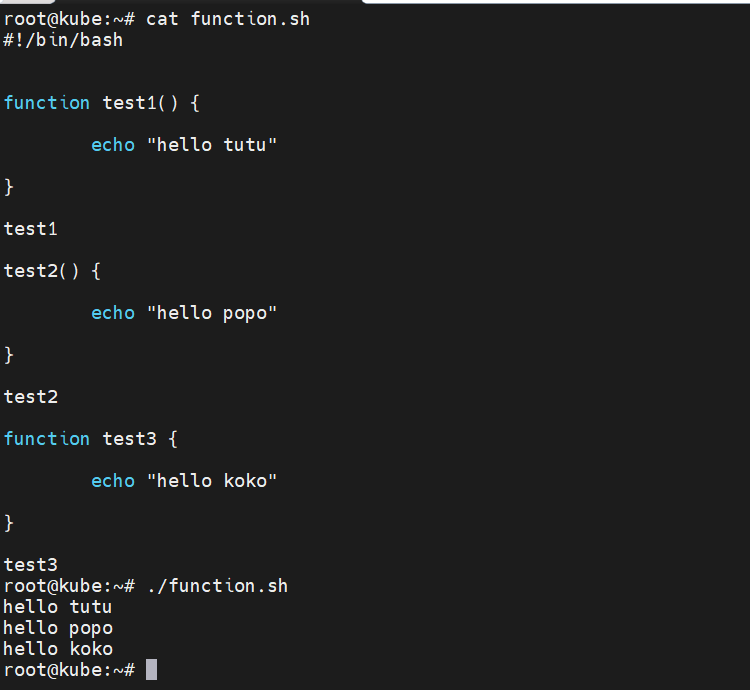 root@kube:~# cat function.sh
#!/bin/bash
function test1() {
echo "hello tutu"
}
test1
test2() {
echo "hello popo"
}
test2
function test3 {
echo "hello koko"
}
test3
root@kube:~# ./function.sh
hello tutu
hello popo
hello koko
root@kube:~#